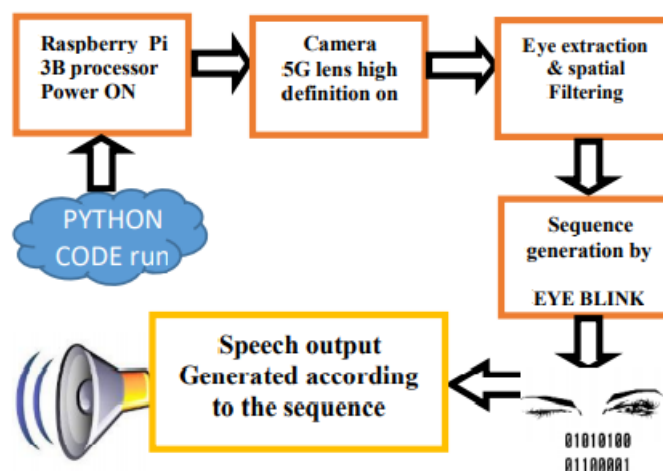 Raspberry Pi
3B processor
Power ON
Camera
5G lens high
definition on
Eye extraction
& spatial
Filtering
PYTHON
CODE run
Sequence
generation by
EYE BLINK
Speech output
Generated according
to the sequence
01010100
01100001